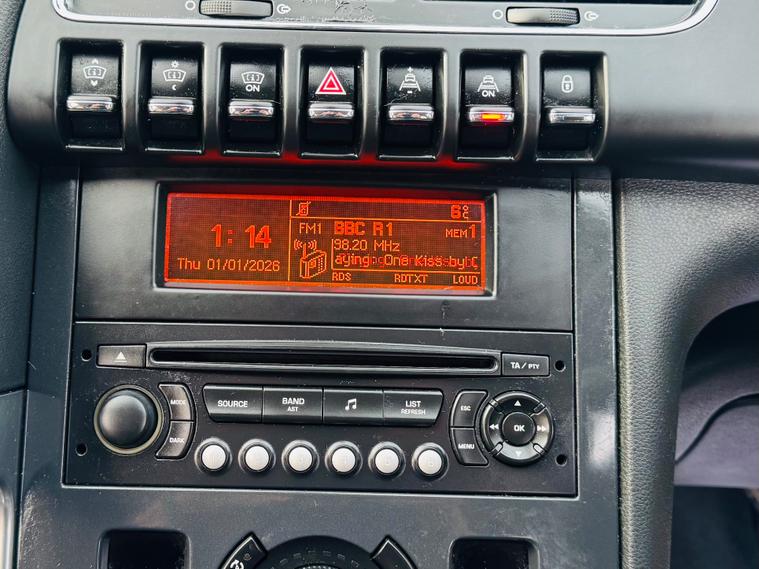 ON
ON
6°C
1:14
FM1
BBC R1
MEM1
98.20 MHz
aying: One Kiss by C
Thu 01/01/2026
RDS
RDTXT
LOUD
TA/PTY
MODE
DARK
SOURCE
BAND
AST
LIST
REFRESH
ESC
MENU
OK